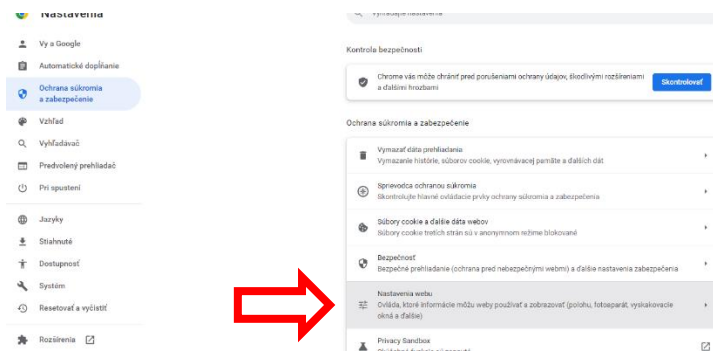 Nastavenia
Vyhľadajte nastavenia
Vy a Google
Automatické dopĺňanie
Ochrana súkromia
a zabezpečenie
Vzhľad
Vyhľadávač
Predvolený prehliadač
Pri spustení
Jazyky
Stiahnuté
Dostupnosť
Systém
Resetovať a vyčistiť
Rozšírenia
Kontrola bezpečnosti
Chrome vás môže chrániť pred porušeniami ochrany údajov, škodlivými rozšíreniami
a ďalšími hrozbami
Skontrolovať
Ochrana súkromia a zabezpečenie
Vymazať dáta prehliadania
Vymazanie histórie, súborov cookie, vyrovnávacej pamäte a ďalších dát
Sprievodca ochranou súkromia
Skontrolujte hlavné ovládacie prvky ochrany súkromia a zabezpečenia
Súbory cookie a ďalšie dáta webov
Súbory cookie tretích strán sú v anonymnom režime blokované
Bezpečnosť
Bezpečné prehliadanie (ochrana pred nebezpečnými webmi) a ďalšie nastavenia zabezpečenia
Nastavenia webu
Ovláda, ktoré informácie môžu weby používať a zobrazovať (polohu, fotoaparát, vyskakovacie
okná a ďalšie)
Privacy Sandbox